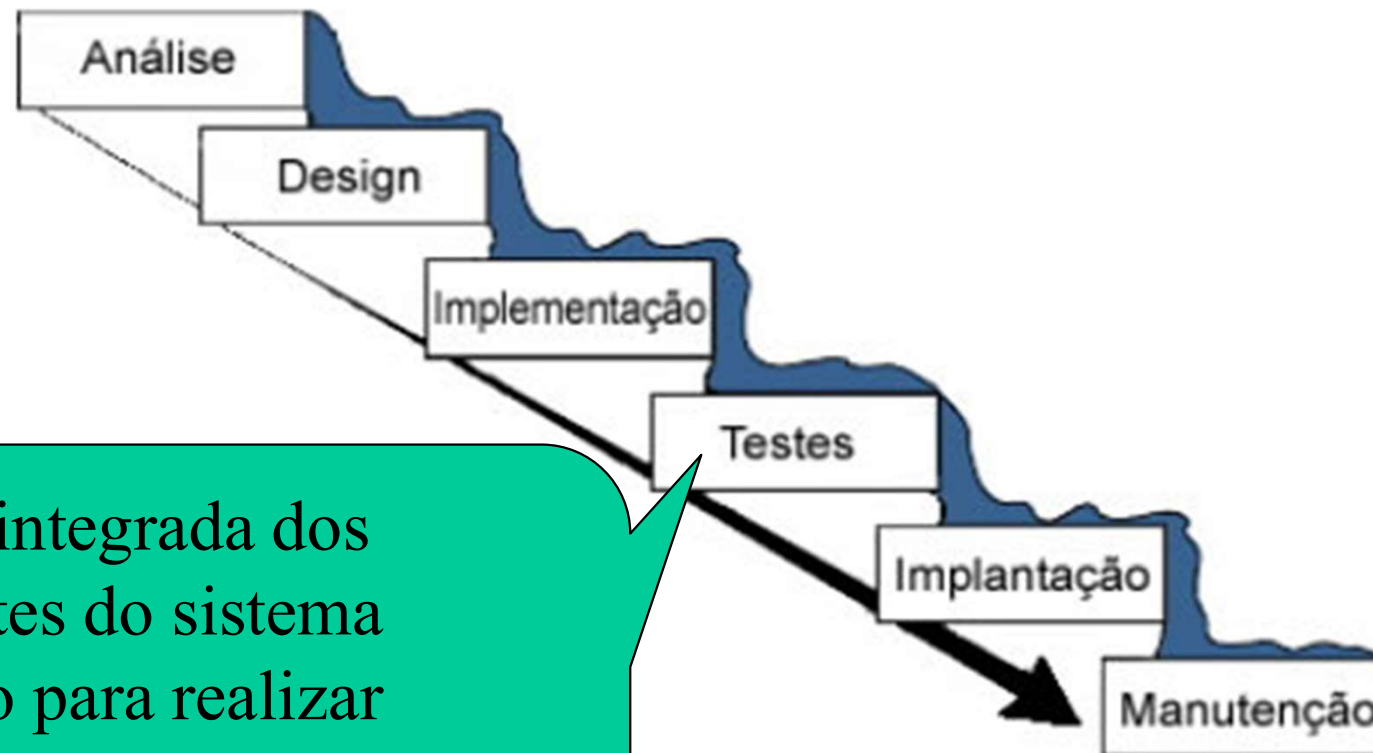 Análise
Design
Implementação
Testes
Implantação
Manutenção
integrada dos
tes do sistema
o para realizar